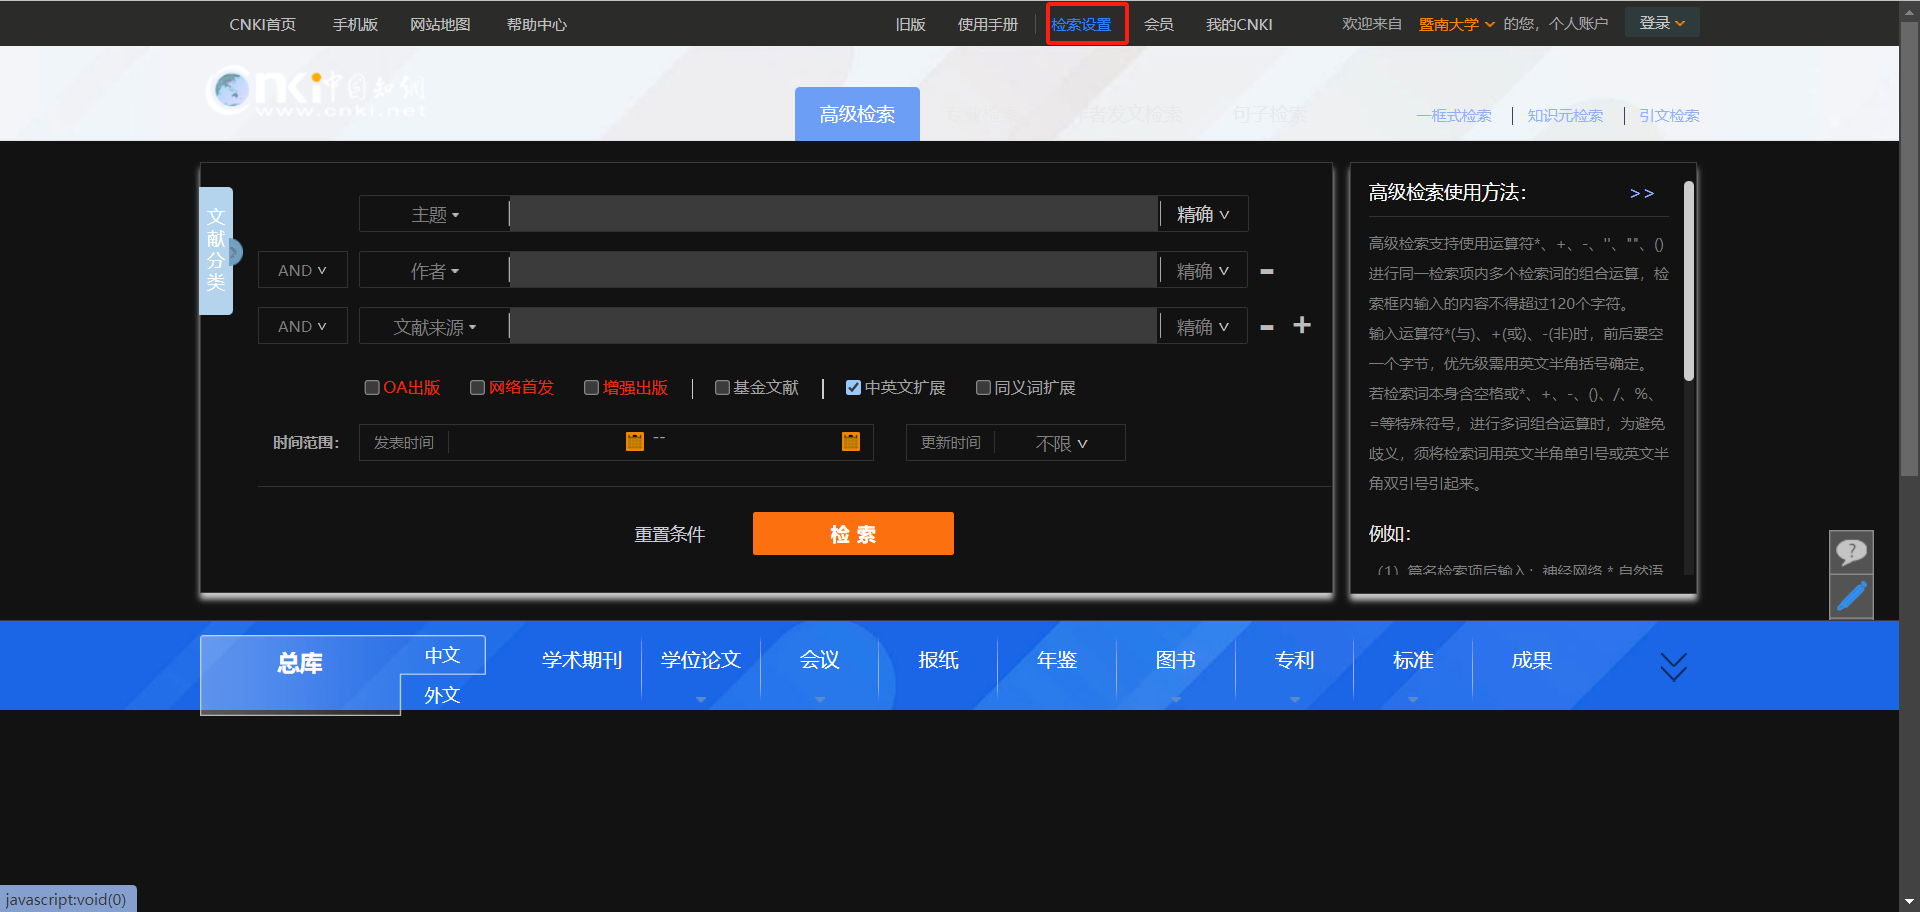 CNKI首页 手机版 网站地图 帮助中心 旧版 使用手册 检索设置 会员 我的CNKI 欢迎来自 暨南大学 的您，个人账户 登录
Cnki中国知网
www.cnki.net
高级检索 专业检索 作者发文检索 句子检索 一框式检索 知识元检索 引文检索
文献分类
主题 精确
AND 作者 精确
AND 文献来源 精确
OA出版 网络首发 增强出版 基金文献 中英文扩展 同义词扩展
时间范围： 发表时间 -- 更新时间 不限
重置条件 检索
高级检索使用方法： >>
高级检索支持使用运算符*、+、-、''、""、()
进行同一检索项内多个检索词的组合运算，检
索框内输入的内容不得超过120个字符。
输入运算符*(与)、+(或)、-(非)时，前后要空
一个字节，优先级需用英文半角括号确定。
若检索词本身含空格或*、+、-、()、/、%、
=等特殊符号，进行多词组合运算时，为避免
歧义，须将检索词用英文半角单引号或英文半
角双引号引起来。
例如：
（1）篇名检索项后输入：神经网络 * 自然语
总库 中文 外文 学术期刊 学位论文 会议 报纸 年鉴 图书 专利 标准 成果
javascript:void(0)